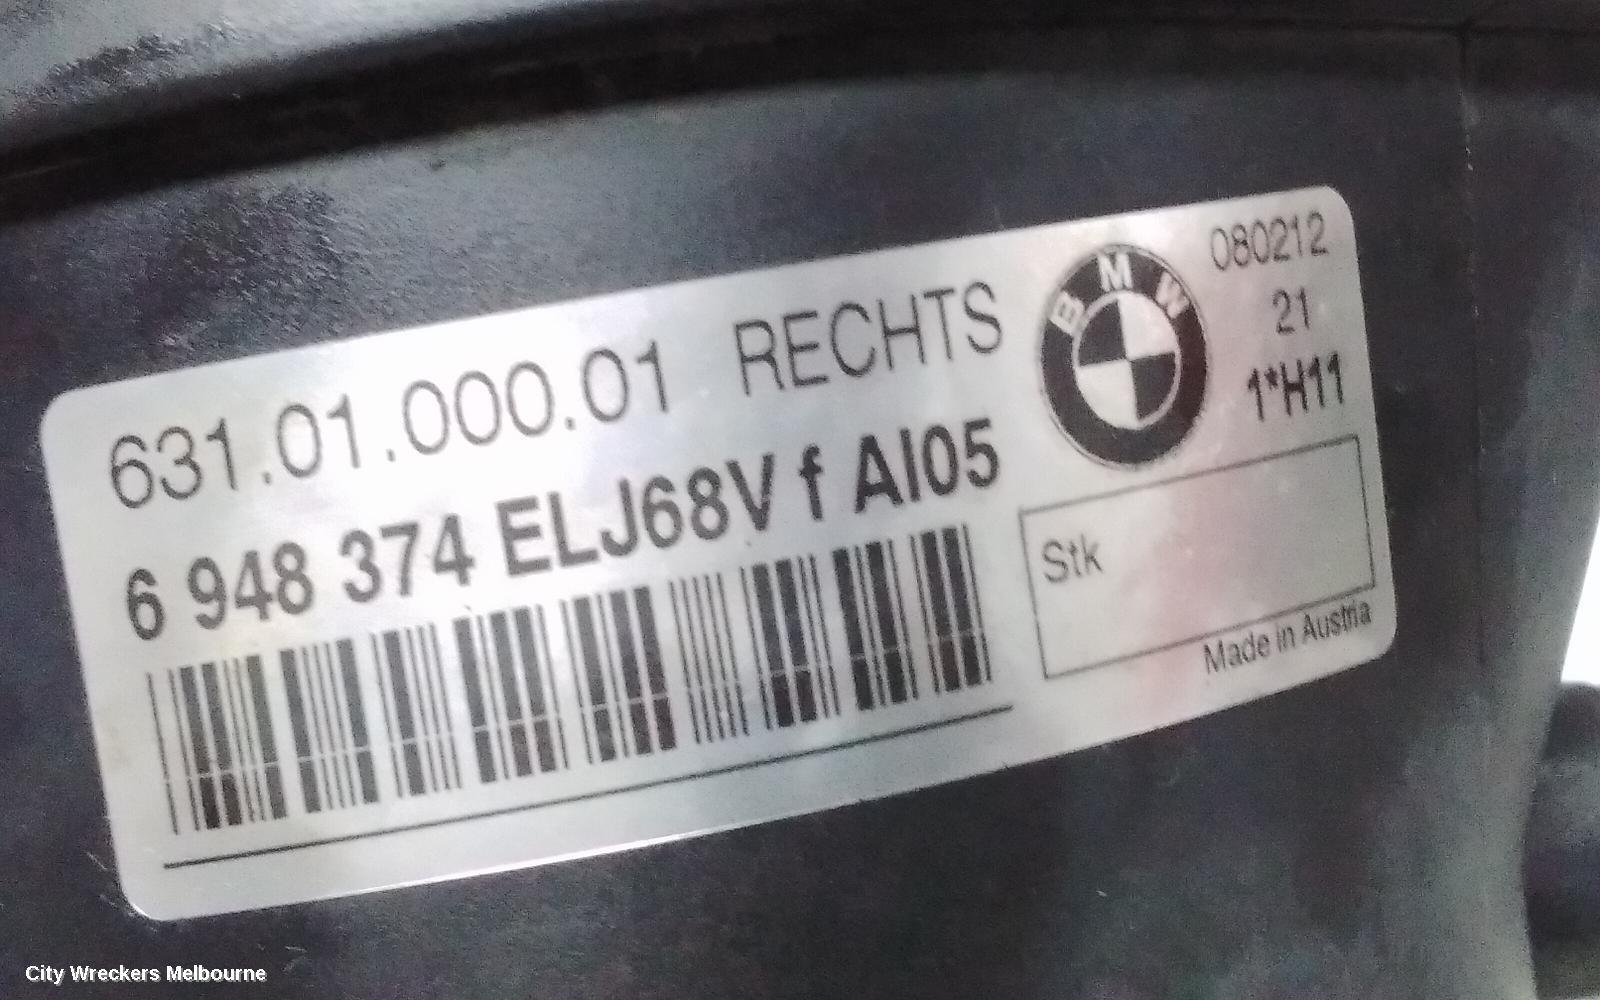 631.01.000.01 RECHTS
6 948 374 ELJ68V f AI05
BMW
080212
21
1*H11
Stk
Made in Austria
City Wreckers Melbourne